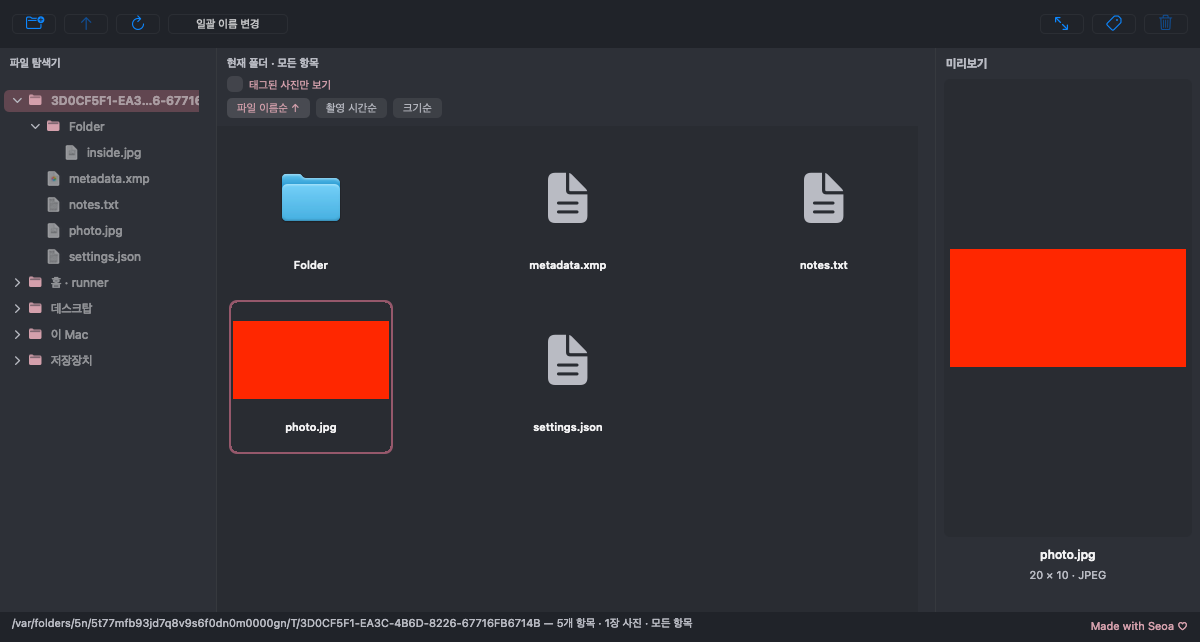 일괄 이름 변경
파일 탐색기
3D0CF5F1-EA3...6-67716
Folder
inside.jpg
metadata.xmp
notes.txt
photo.jpg
settings.json
홈 · runner
데스크탑
이 Mac
저장장치
현재 폴더 · 모든 항목
태그된 사진만 보기
파일 이름순 ↑ 촬영 시간순 크기순
Folder metadata.xmp notes.txt
photo.jpg settings.json
미리보기
photo.jpg
20 × 10 · JPEG
/var/folders/5n/5t77mfb93jd7q8v9s6f0dn0m0000gn/T/3D0CF5F1-EA3C-4B6D-8226-67716FB6714B — 5개 항목 · 1장 사진 · 모든 항목
Made with Seoa ♡